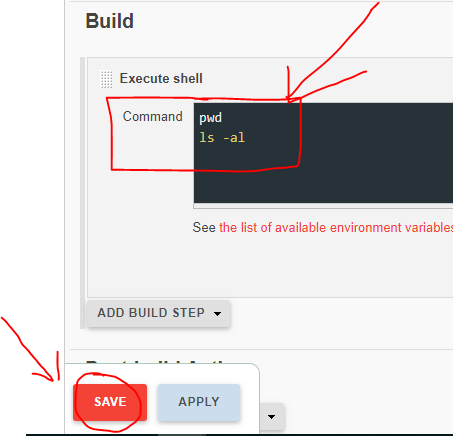 Build
Execute shell
Command
pwd
ls -al
See the list of available environment variables
ADD BUILD STEP
SAVE
APPLY